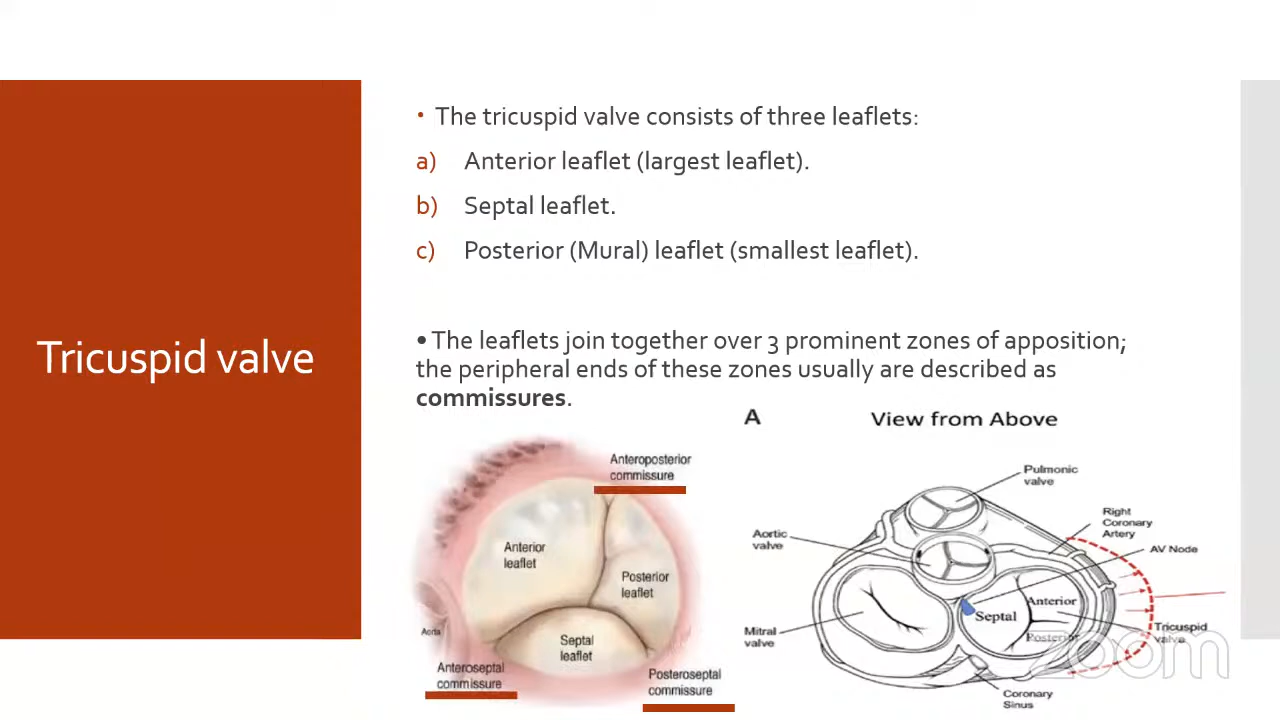 Tricuspid valve
• The tricuspid valve consists of three leaflets:
a) Anterior leaflet (largest leaflet).
b) Septal leaflet.
c) Posterior (Mural) leaflet (smallest leaflet).
• The leaflets join together over 3 prominent zones of apposition;
the peripheral ends of these zones usually are described as
commissures.
Anteroposterior
commissure
Anterior
leaflet
Posterior
leaflet
Septal
leaflet
Aorta
Anteroseptal
commissure
Posteroseptal
commissure
A
View from Above
Pulmonic
valve
Right
Coronary
Artery
Aortic
valve
AV Node
Anterior
Septal
Posterior
Mitral
valve
Tricuspid
valve
Coronary
Sinus
zoom